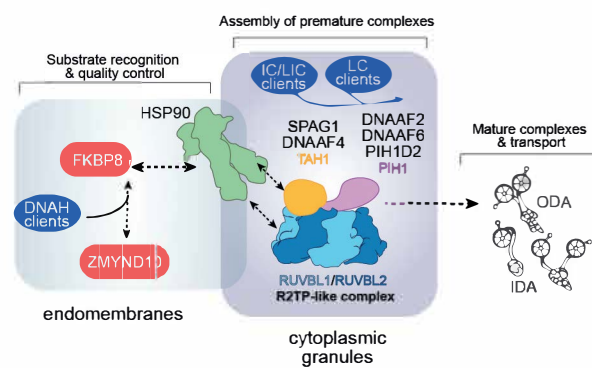 Assembly of premature complexes
Substrate recognition
& quality control
IC/LIC
clients
LC
clients
HSP90
SPAG1
DNAAF4
TAH1
DNAAF2
DNAAF6
PIH1D2
PIH1
Mature complexes
& transport
FKBP8
DNAH
clients
ZMYND10
ODA
IDA
RUVBL1/RUVBL2
R2TP-like complex
endomembranes
cytoplasmic
granules